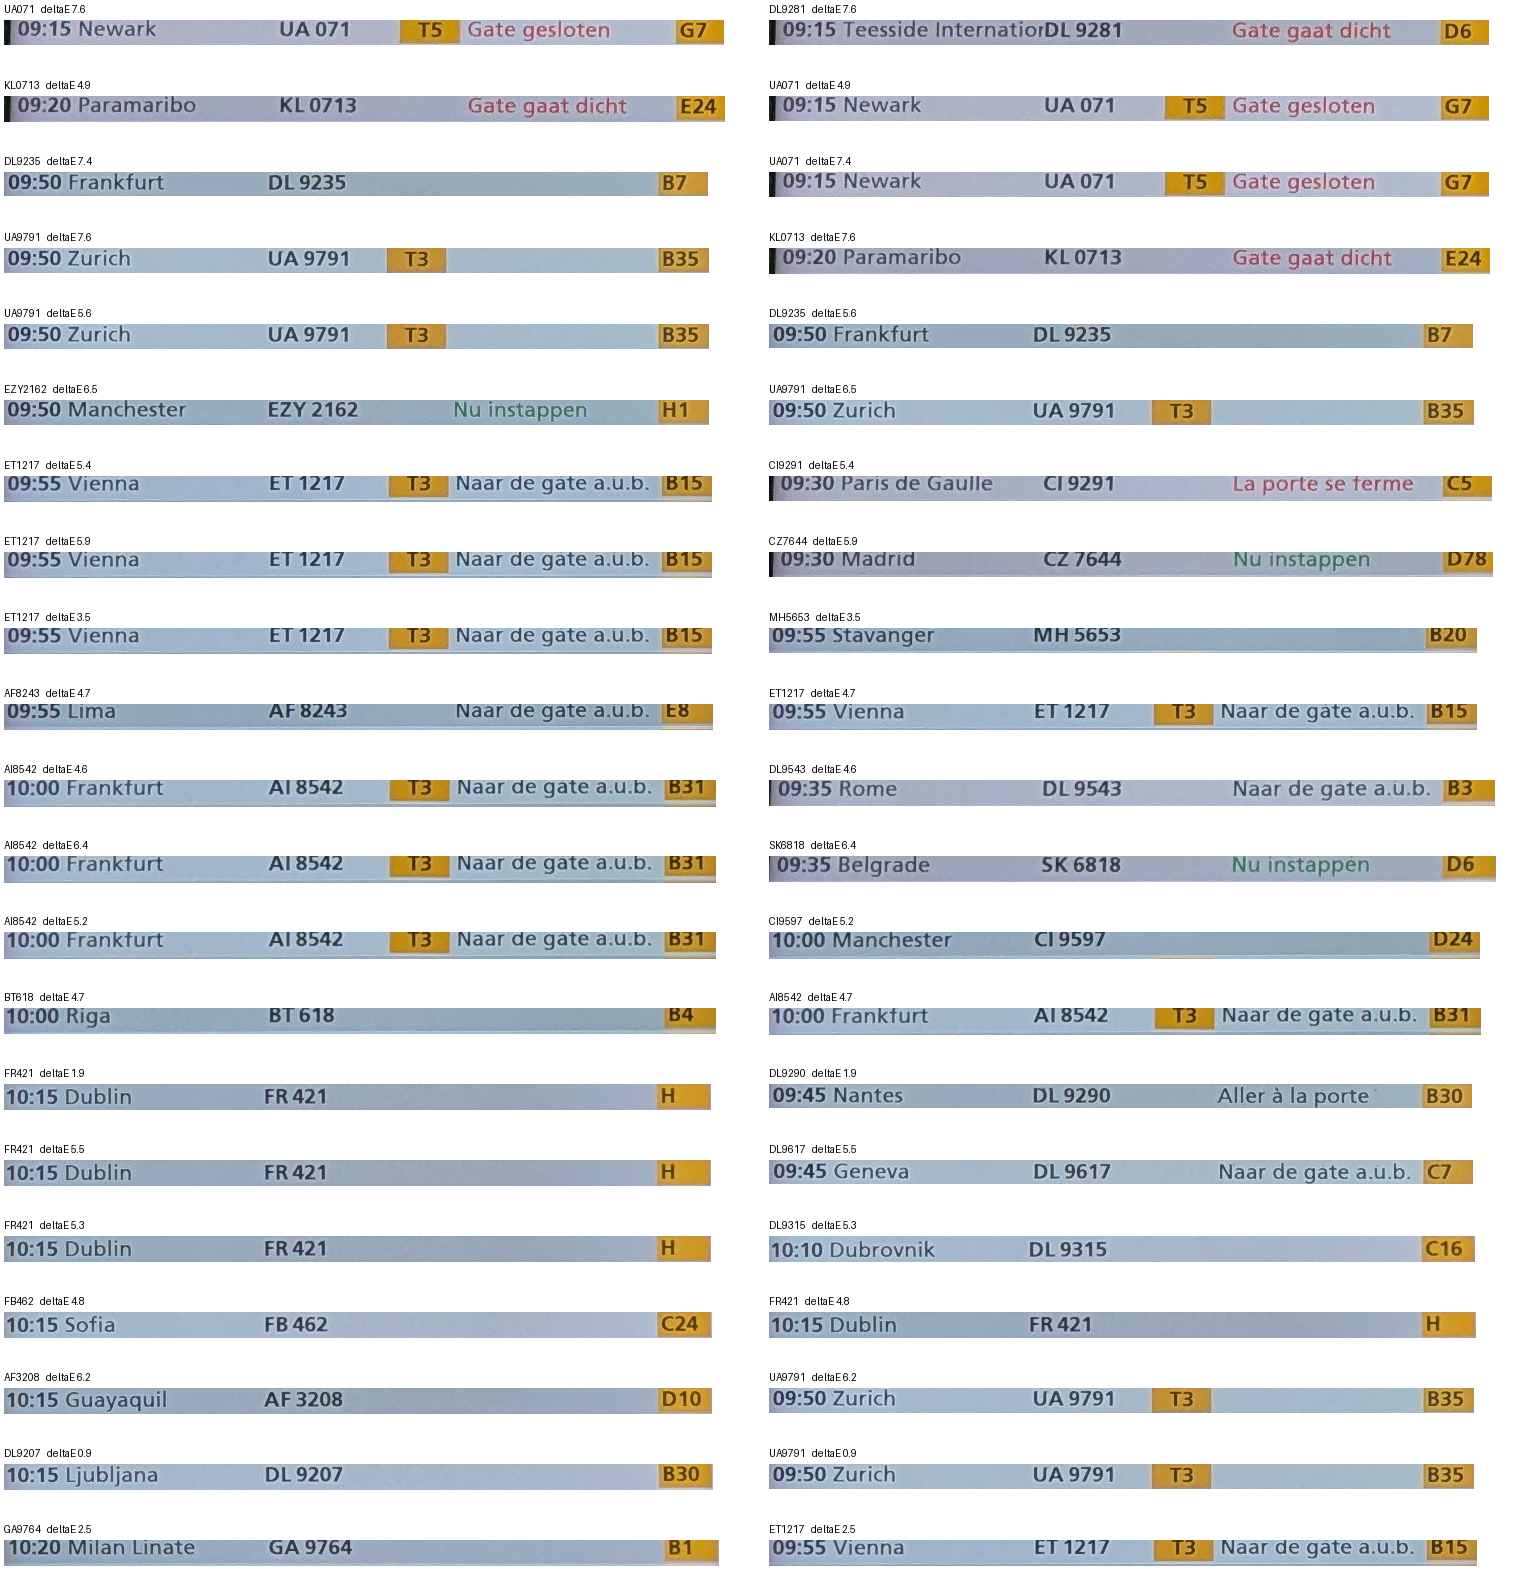 UA071 deltaE 7.6
09:15 Newark UA 071 T5 Gate gesloten G7
DL9281 deltaE 7.6
09:15 Teesside Internatior DL 9281 Gate gaat dicht D6
KL0713 deltaE 4.9
09:20 Paramaribo KL 0713 Gate gaat dicht E24
UA071 deltaE 4.9
09:15 Newark UA 071 T5 Gate gesloten G7
DL9235 deltaE 7.4
09:50 Frankfurt DL 9235 B7
UA071 deltaE 7.4
09:15 Newark UA 071 T5 Gate gesloten G7
UA9791 deltaE 7.6
09:50 Zurich UA 9791 T3 B35
KL0713 deltaE 7.6
09:20 Paramaribo KL 0713 Gate gaat dicht E24
UA9791 deltaE 5.6
09:50 Zurich UA 9791 T3 B35
DL9235 deltaE 5.6
09:50 Frankfurt DL 9235 B7
EZY2162 deltaE 6.5
09:50 Manchester EZY 2162 Nu instappen H1
UA9791 deltaE 6.5
09:50 Zurich UA 9791 T3 B35
ET1217 deltaE 5.4
09:55 Vienna ET 1217 T3 Naar de gate a.u.b. B15
CI9291 deltaE 5.4
09:30 Paris de Gaulle CI 9291 La porte se ferme C5
ET1217 deltaE 5.9
09:55 Vienna ET 1217 T3 Naar de gate a.u.b. B15
CZ7644 deltaE 5.9
09:30 Madrid CZ 7644 Nu instappen D78
ET1217 deltaE 3.5
09:55 Vienna ET 1217 T3 Naar de gate a.u.b. B15
MH5653 deltaE 3.5
09:55 Stavanger MH 5653 B20
AF8243 deltaE 4.7
09:55 Lima AF 8243 Naar de gate a.u.b. E8
ET1217 deltaE 4.7
09:55 Vienna ET 1217 T3 Naar de gate a.u.b. B15
AI8542 deltaE 4.6
10:00 Frankfurt AI 8542 T3 Naar de gate a.u.b. B31
DL9543 deltaE 4.6
09:35 Rome DL 9543 Naar de gate a.u.b. B3
AI8542 deltaE 6.4
10:00 Frankfurt AI 8542 T3 Naar de gate a.u.b. B31
SK6818 deltaE 6.4
09:35 Belgrade SK 6818 Nu instappen D6
AI8542 deltaE 5.2
10:00 Frankfurt AI 8542 T3 Naar de gate a.u.b. B31
CI9597 deltaE 5.2
10:00 Manchester CI 9597 D24
BT618 deltaE 4.7
10:00 Riga BT 618 B4
AI8542 deltaE 4.7
10:00 Frankfurt AI 8542 T3 Naar de gate a.u.b. B31
FR421 deltaE 1.9
10:15 Dublin FR 421 H
DL9290 deltaE 1.9
09:45 Nantes DL 9290 Aller à la porte B30
FR421 deltaE 5.5
10:15 Dublin FR 421 H
DL9617 deltaE 5.5
09:45 Geneva DL 9617 Naar de gate a.u.b. C7
FR421 deltaE 5.3
10:15 Dublin FR 421 H
DL9315 deltaE 5.3
10:10 Dubrovnik DL 9315 C16
FB462 deltaE 4.8
10:15 Sofia FB 462 C24
FR421 deltaE 4.8
10:15 Dublin FR 421 H
AF3208 deltaE 6.2
10:15 Guayaquil AF 3208 D10
UA9791 deltaE 6.2
09:50 Zurich UA 9791 T3 B35
DL9207 deltaE 0.9
10:15 Ljubljana DL 9207 B30
UA9791 deltaE 0.9
09:50 Zurich UA 9791 T3 B35
GA9764 deltaE 2.5
10:20 Milan Linate GA 9764 B1
ET1217 deltaE 2.5
09:55 Vienna ET 1217 T3 Naar de gate a.u.b. B15